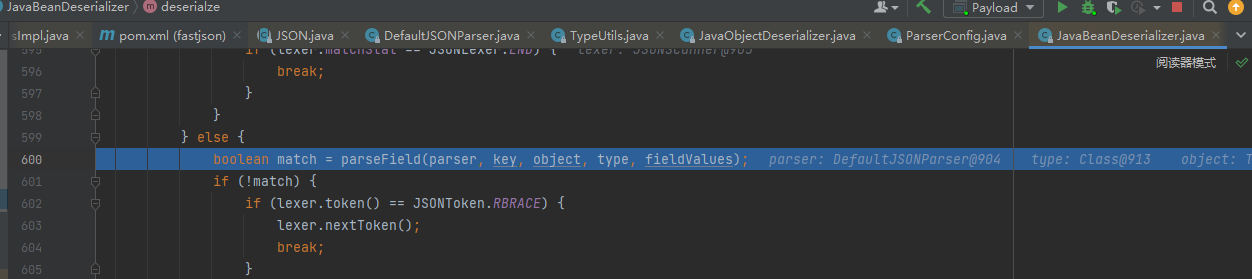 JavaBeanDeserializer › deserialze Payload
sImpl.java pom.xml (fastjson) JSON.java DefaultJSONParser.java TypeUtils.java JavaObjectDeserializer.java ParserConfig.java JavaBeanDeserializer.java
595 if (lexer.matchStat == JSONLexer.END) { lexer: JSONScanner@905
阅读器模式
596 break;
597 }
598 }
599 } else {
600 boolean match = parseField(parser, key, object, type, fieldValues); parser: DefaultJSONParser@904 type: Class@913 object: T
601 if (!match) {
602 if (lexer.token() == JSONToken.RBRACE) {
603 lexer.nextToken();
604 break;
605 }